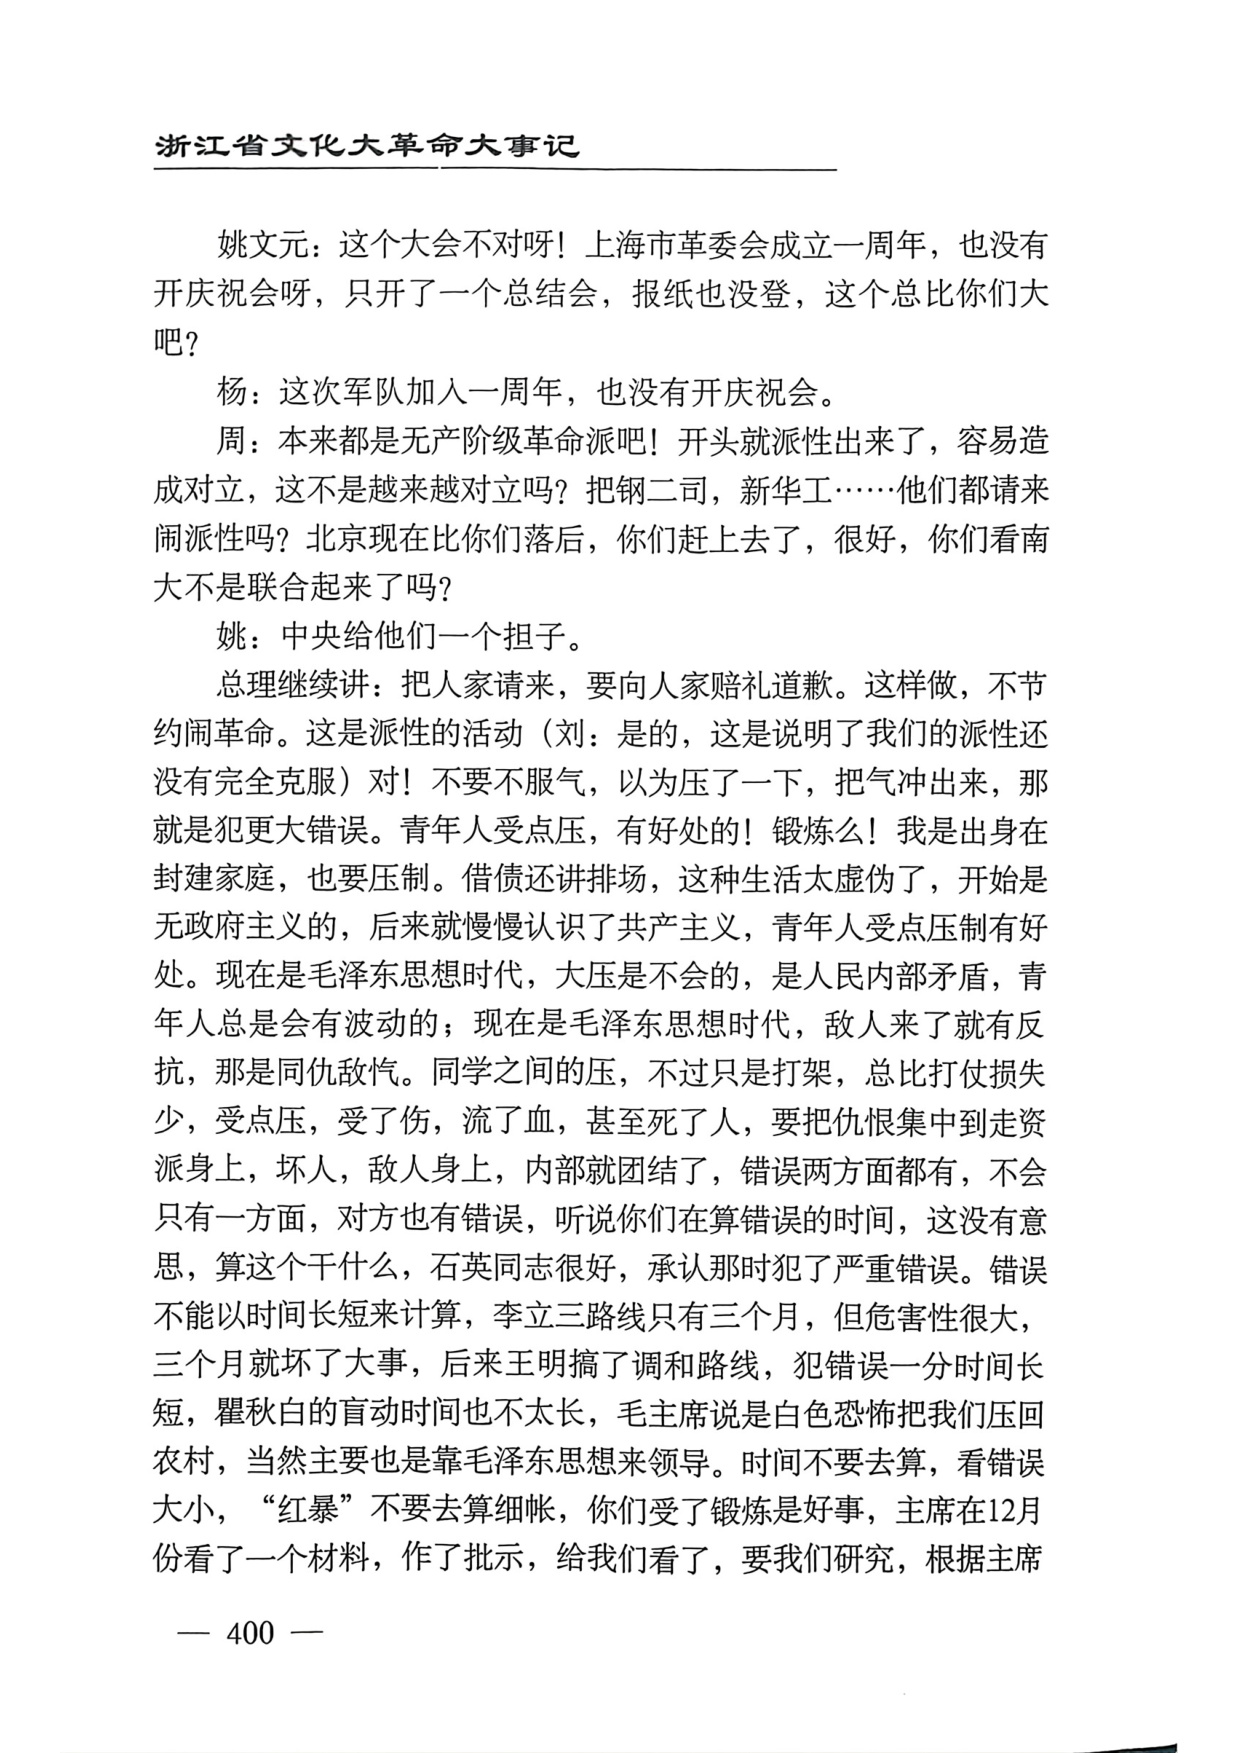 浙江省文化大革命大事记
姚文元：这个大会不对呀！上海市革委会成立一周年，也没有
开庆祝会呀，只开了一个总结会，报纸也没登，这个总比你们大
吧？
杨：这次军队加入一周年，也没有开庆祝会。
周：本来都是无产阶级革命派吧！开头就派性出来了，容易造
成对立，这不是越来越对立吗？把钢二司，新华工……他们都请来
闹派性吗？北京现在比你们落后，你们赶上去了，很好，你们看南
大不是联合起来了吗？
姚：中央给他们一个担子。
总理继续讲：把人家请来，要向人家赔礼道歉。这样做，不节
约闹革命。这是派性的活动（刘：是的，这是说明了我们的派性还
没有完全克服）对！不要不服气，以为压了一下，把气冲出来，那
就是犯更大错误。青年人受点压，有好处的！锻炼么！我是出身在
封建家庭，也要压制。借债还讲排场，这种生活太虚伪了，开始是
无政府主义的，后来就慢慢认识了共产主义，青年人受点压制有好
处。现在是毛泽东思想时代，大压是不会的，是人民内部矛盾，青
年人总是会有波动的；现在是毛泽东思想时代，敌人来了就有反
抗，那是同仇敌忾。同学之间的压，不过只是打架，总比打仗损失
少，受点压，受了伤，流了血，甚至死了人，要把仇恨集中到走资
派身上，坏人，敌人身上，内部就团结了，错误两方面都有，不会
只有一方面，对方也有错误，听说你们在算错误的时间，这没有意
思，算这个干什么，石英同志很好，承认那时犯了严重错误。错误
不能以时间长短来计算，李立三路线只有三个月，但危害性很大，
三个月就坏了大事，后来王明搞了调和路线，犯错误一分时间长
短，瞿秋白的盲动时间也不太长，毛主席说是白色恐怖把我们压回
农村，当然主要也是靠毛泽东思想来领导。时间不要去算，看错误
大小，“红暴”不要去算细帐，你们受了锻炼是好事，主席在12月
份看了一个材料，作了批示，给我们看了，要我们研究，根据主席
— 400 —